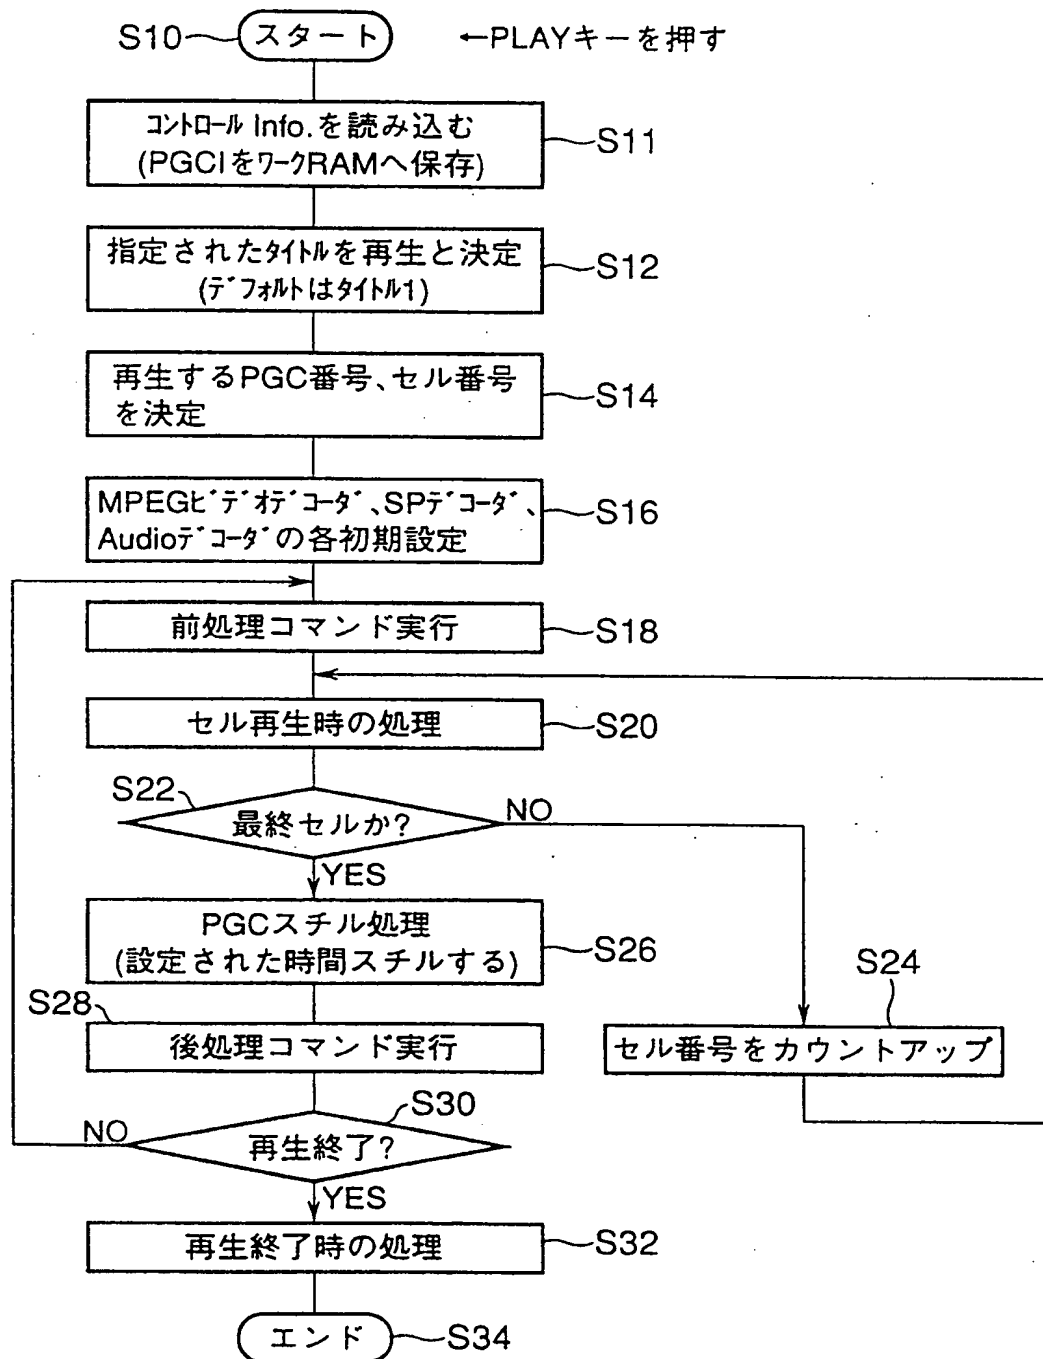 S10 スタート ←PLAYキーを押す
コントロール Info.を読み込む
(PGCIをワークRAMへ保存)
S11
指定されたタイトルを再生と決定
(デフォルトはタイトル1)
S12
再生するPGC番号、セル番号
を決定
S14
MPEGビデオデコーダ、SPデコーダ、
Audioデコーダの各初期設定
S16
前処理コマンド実行
S18
セル再生時の処理
S20
S22
最終セルか?
NO
YES
PGCスチル処理
(設定された時間スチルする)
S26
S24
セル番号をカウントアップ
S28
後処理コマンド実行
S30
再生終了?
NO
YES
再生終了時の処理
S32
エンド
S34